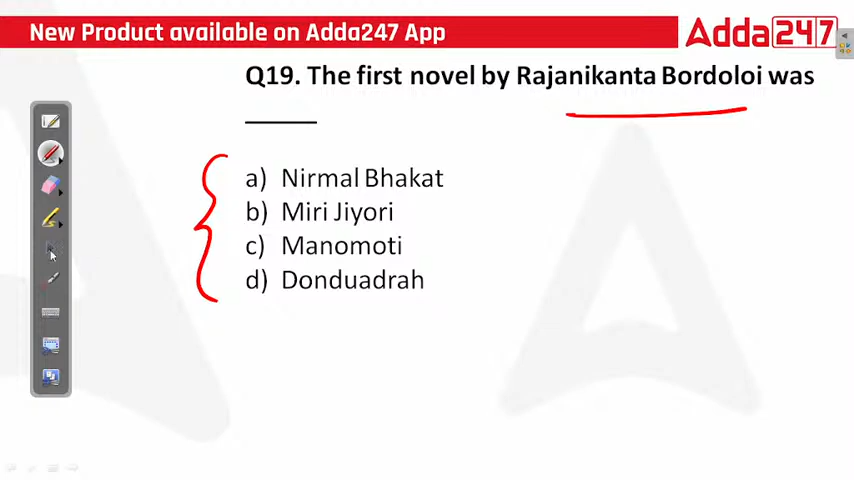 New Product available on Adda247 App
Adda247
Q19. The first novel by Rajanikanta Bordoloi was
______
a) Nirmal Bhakat
b) Miri Jiyori
c) Manomoti
d) Donduadrah